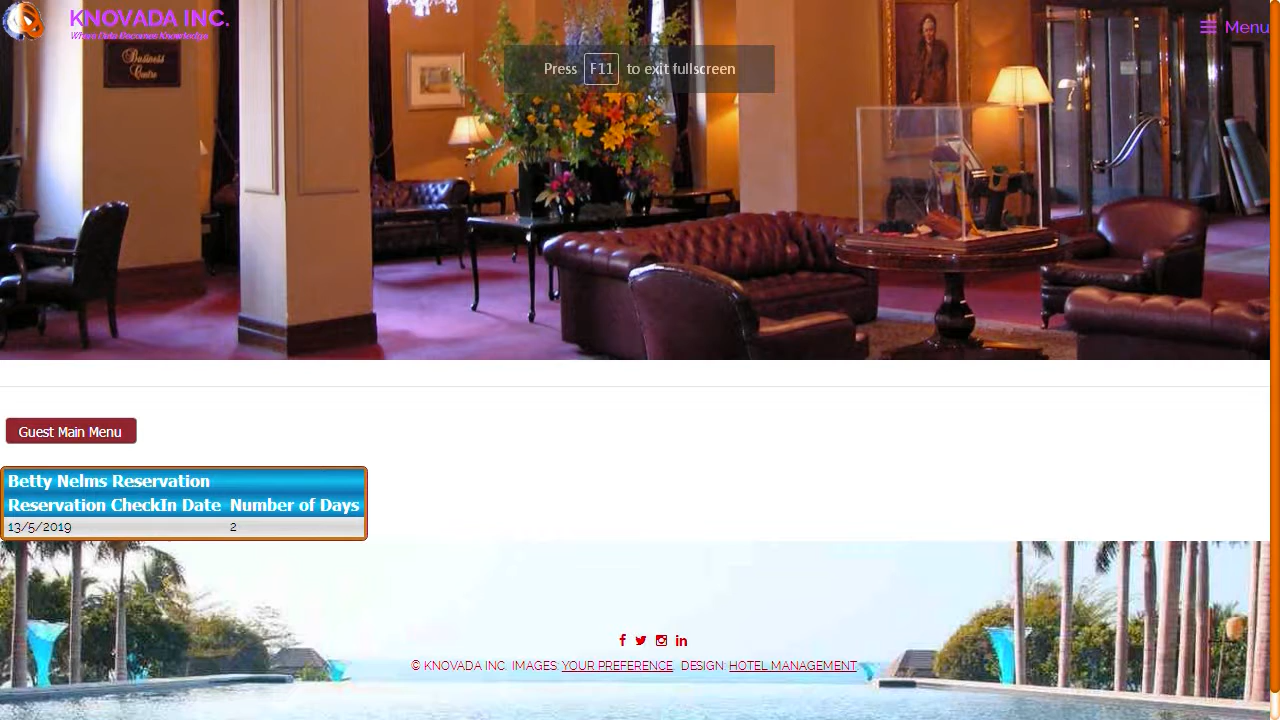 KNOVADA INC.
Where Data Becomes Knowledge
Menu
Business
Centre
Press F11 to exit fullscreen
Guest Main Menu
Betty Nelms Reservation
Reservation CheckIn Date Number of Days
13/5/2019 2
© KNOVADA INC. IMAGES: YOUR PREFERENCE. DESIGN: HOTEL MANAGEMENT.